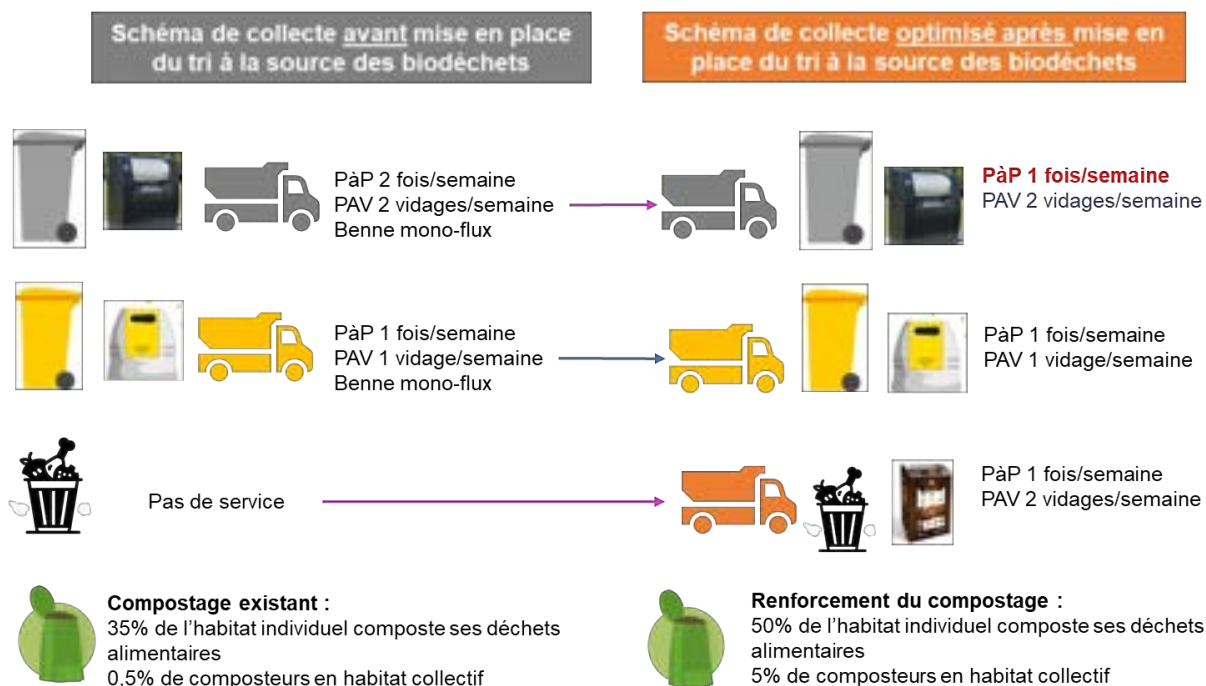 Schéma de collecte avant mise en place
du tri à la source des biodéchets
Schéma de collecte optimisé après mise en
place du tri à la source des biodéchets
PàP 2 fois/semaine
PAV 2 vidages/semaine
Benne mono-flux
PàP 1 fois/semaine
PAV 2 vidages/semaine
PàP 1 fois/semaine
PAV 1 vidage/semaine
Benne mono-flux
PàP 1 fois/semaine
PAV 1 vidage/semaine
Pas de service
PàP 1 fois/semaine
PAV 2 vidages/semaine
Compostage existant :
35% de l’habitat individuel composte ses déchets
alimentaires
0,5% de composteurs en habitat collectif
Renforcement du compostage :
50% de l’habitat individuel composte ses déchets
alimentaires
5% de composteurs en habitat collectif